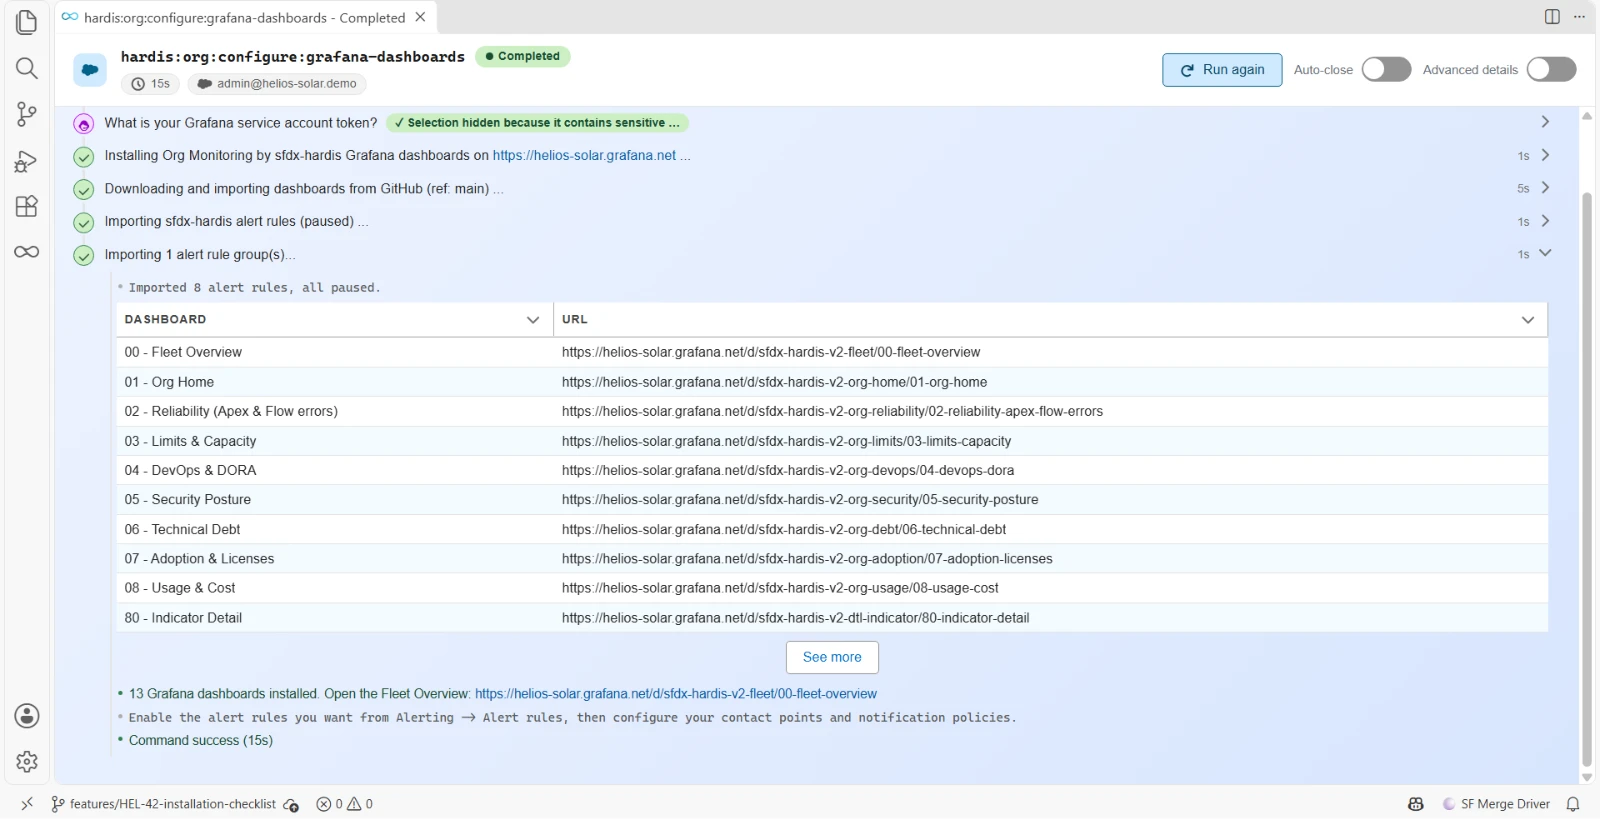 hardis:org:configure:grafana-dashboards - Completed
hardis:org:configure:grafana-dashboards
Completed
15s
admin@helios-solar.demo
Run again
Auto-close
Advanced details
What is your Grafana service account token?
✓ Selection hidden because it contains sensitive ...
Installing Org Monitoring by sfdx-hardis Grafana dashboards on https://helios-solar.grafana.net ...
1s
Downloading and importing dashboards from GitHub (ref: main) ...
5s
Importing sfdx-hardis alert rules (paused) ...
1s
Importing 1 alert rule group(s)...
1s
Imported 8 alert rules, all paused.
DASHBOARD URL
00 - Fleet Overview https://helios-solar.grafana.net/d/sfdx-hardis-v2-fleet/00-fleet-overview
01 - Org Home https://helios-solar.grafana.net/d/sfdx-hardis-v2-org-home/01-org-home
02 - Reliability (Apex & Flow errors) https://helios-solar.grafana.net/d/sfdx-hardis-v2-org-reliability/02-reliability-apex-flow-errors
03 - Limits & Capacity https://helios-solar.grafana.net/d/sfdx-hardis-v2-org-limits/03-limits-capacity
04 - DevOps & DORA https://helios-solar.grafana.net/d/sfdx-hardis-v2-org-devops/04-devops-dora
05 - Security Posture https://helios-solar.grafana.net/d/sfdx-hardis-v2-org-security/05-security-posture
06 - Technical Debt https://helios-solar.grafana.net/d/sfdx-hardis-v2-org-debt/06-technical-debt
07 - Adoption & Licenses https://helios-solar.grafana.net/d/sfdx-hardis-v2-org-adoption/07-adoption-licenses
08 - Usage & Cost https://helios-solar.grafana.net/d/sfdx-hardis-v2-org-usage/08-usage-cost
80 - Indicator Detail https://helios-solar.grafana.net/d/sfdx-hardis-v2-dtl-indicator/80-indicator-detail
See more
13 Grafana dashboards installed. Open the Fleet Overview: https://helios-solar.grafana.net/d/sfdx-hardis-v2-fleet/00-fleet-overview
Enable the alert rules you want from Alerting → Alert rules, then configure your contact points and notification policies.
Command success (15s)
features/HEL-42-installation-checklist
0 0
SF Merge Driver